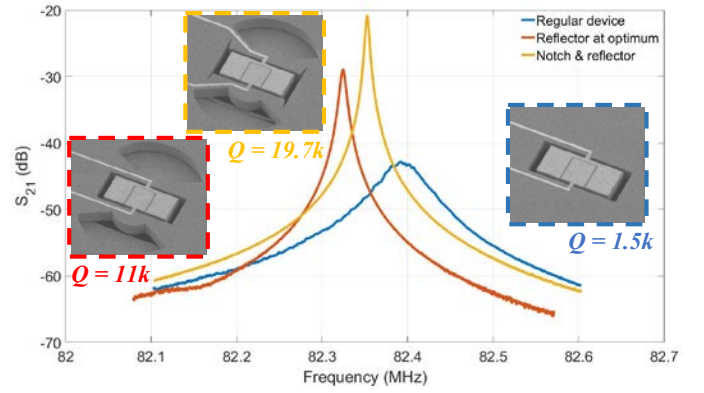 -10
-20
-30
-40
-50
-60
-70
S21 (dB)
82
82.1
82.2
82.3
82.4
82.5
82.6
82.7
Frequency (MHz)
Regular device
Reflector at optimum
Notch & reflector
Q = 19.7k
Q = 11k
Q = 1.5k